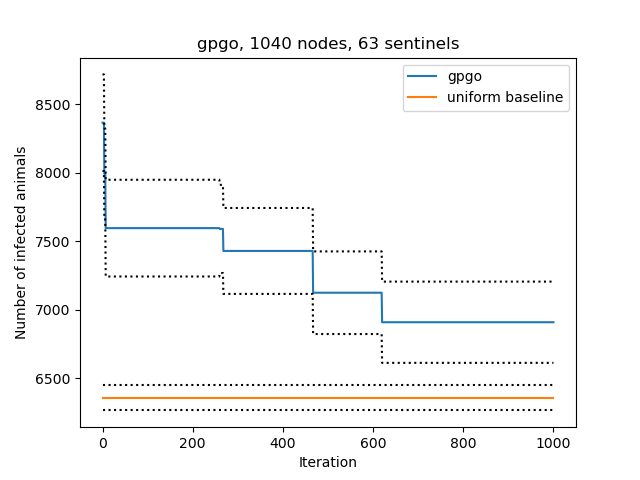 gpgo, 1040 nodes, 63 sentinels
gpgo
uniform baseline
Number of infected animals
8500
8000
7500
7000
6500
0 200 400 600 800 1000
Iteration